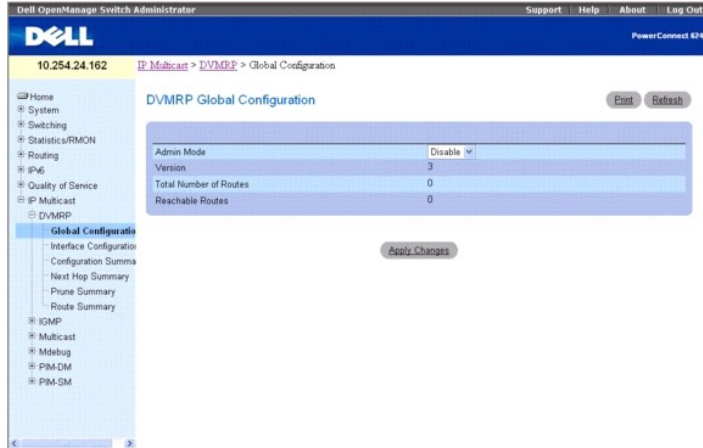 Dell OpenManage Switch Administrator Support Help About Log Out
DELL
PowerConnect 624
10.254.24.162
IP Multicast > DVMRP > Global Configuration
Home
System
Switching
Statistics/RMON
Routing
IPv6
Quality of Service
IP Multicast
DVMRP
Global Configuratio
Interface Configuration
Configuration Summa
Next Hop Summary
Prune Summary
Route Summary
IGMP
Multicast
Mdebug
PIM-DM
PIM-SM
DVMRP Global Configuration
Print Refresh
Admin Mode Disable
Version 3
Total Number of Routes 0
Reachable Routes 0
Apply Changes